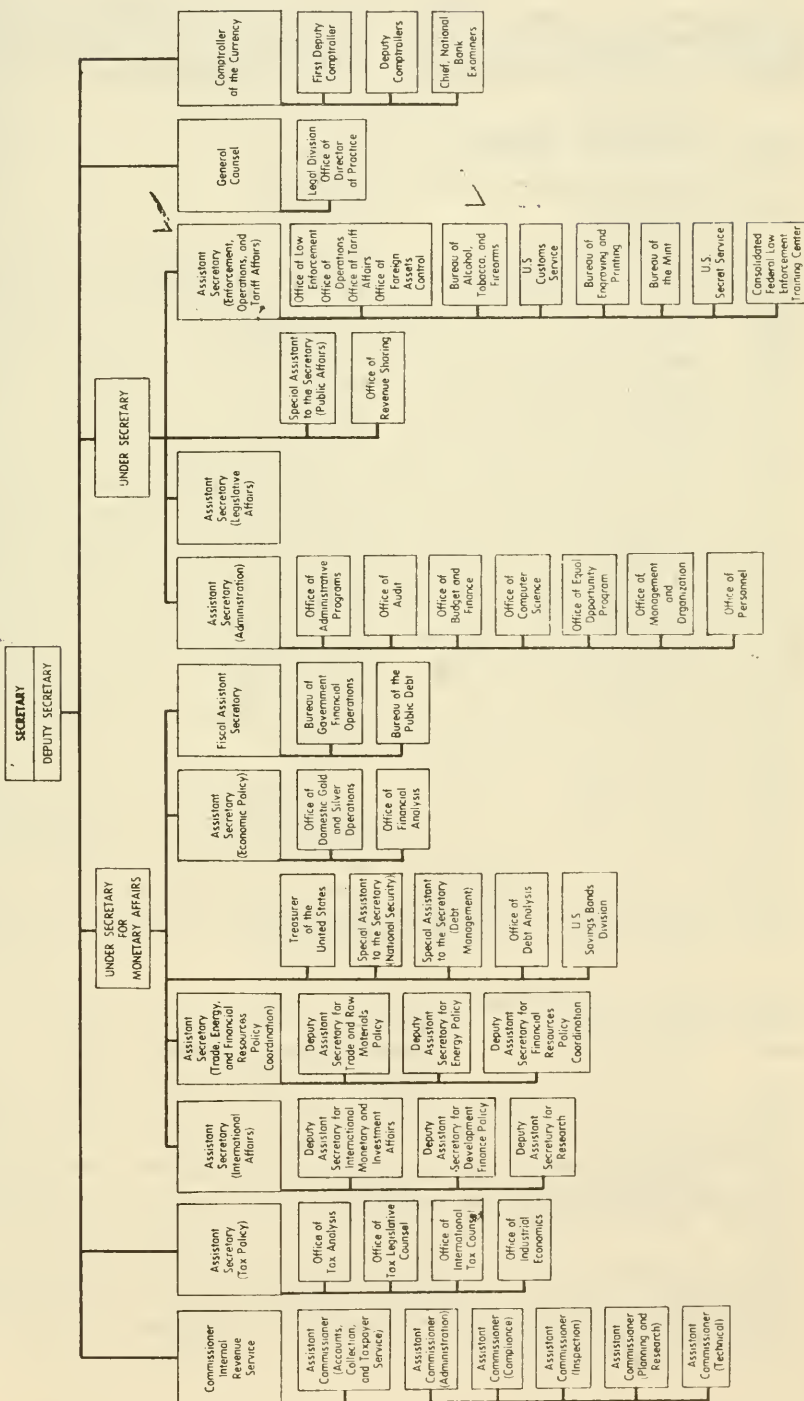 SECRETARY
DEPUTY SECRETARY
UNDER SECRETARY
FOR
MONETARY AFFAIRS
UNDER SECRETARY
Commissioner
Internal
Revenue
Service
Assistant
Commissioner
(Accounts,
Collection,
and Taxpayer
Service)
Assistant
Commissioner
(Administration)
Assistant
Commissioner
(Compliance)
Assistant
Commissioner
(Inspection)
Assistant
Commissioner
(Planning and
Research)
Assistant
Commissioner
(Technical)
Assistant
Secretary
(Tax Policy)
Office of
Tax Analysis
Office of
Tax Legislative
Counsel
Office of
International
Tax Counsel
Office of
Industrial
Economics
Assistant
Secretary
(International
Affairs)
Deputy
Assistant
Secretary for
International
Monetary and
Investment
Affairs
Deputy
Assistant
Secretary for
Development
Finance Policy
Deputy
Assistant
Secretary for
Research
Assistant
Secretary
(Trade, Energy,
and Financial
Resources
Policy
Coordination)
Deputy
Assistant
Secretary for
Trade and Raw
Materials
Policy
Deputy
Assistant
Secretary for
Energy Policy
Deputy
Assistant
Secretary for
Financial
Resources
Policy
Coordination
Treasurer
of the
United States
Special Assistant
to the Secretary
(National Security)
Special Assistant
to the Secretary
(Debt
Management)
Office of
Debt Analysis
U S
Savings Bonds
Division
Assistant
Secretary
(Economic Policy)
Office of
Domestic Gold
and Silver
Operations
Office of
Financial
Analysis
Fiscal Assistant
Secretary
Bureau of
Government
Financial
Operations
Bureau of the
Public Debt
Assistant
Secretary
(Administration)
Office of
Administrative
Programs
Office of
Audit
Office of
Budget and
Finance
Office of
Computer
Science
Office of Equal
Opportunity
Program
Office of
Management
and
Organization
Office of
Personnel
Assistant
Secretary
(Legislative
Affairs)
Special Assistant
to the Secretary
(Public Affairs)
Office of
Revenue Sharing
Assistant
Secretary
(Enforcement,
Operations, and
Tariff Affairs)
Office of Law
Enforcement
Office of
Operations
Office of Tariff
Affairs
Office of
Foreign
Assets
Control
Bureau of
Alcohol,
Tobacco, and
Firearms
U.S
Customs
Service
Bureau of
Engraving and
Printing
Bureau of
the Mint
U.S.
Secret Service
Consolidated
Federal Law
Enforcement
Training Center
General
Counsel
Legal Division
Office of
Director
of Practice
Comptroller
of the Currency
First Deputy
Comptroller
Deputy
Comptrollers
Chief, National
Bank
Examiners